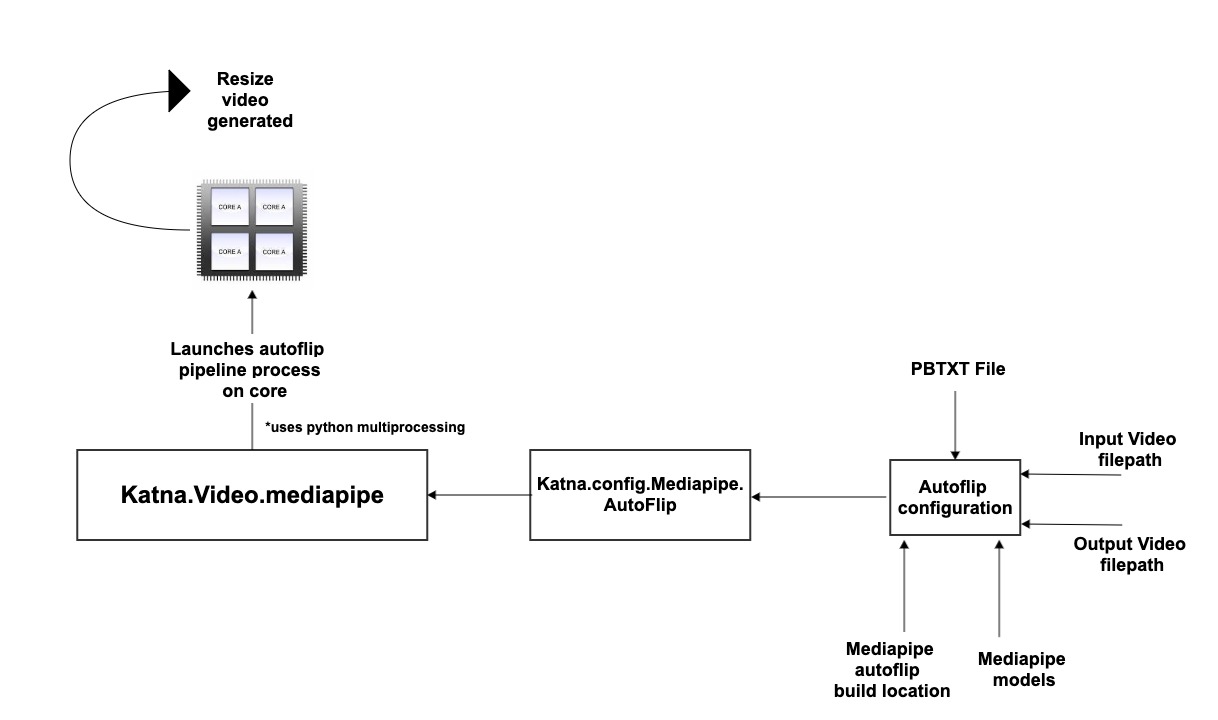 Resize
video
generated
CORE A
CORE A
CORE A
CORE A
Launches autoflip
pipeline process
on core
*uses python multiprocessing
Katna.Video.mediapipe
Katna.config.Mediapipe.
AutoFlip
PBTXT File
Autoflip
configuration
Input Video
filepath
Output Video
filepath
Mediapipe
autoflip
build location
Mediapipe
models